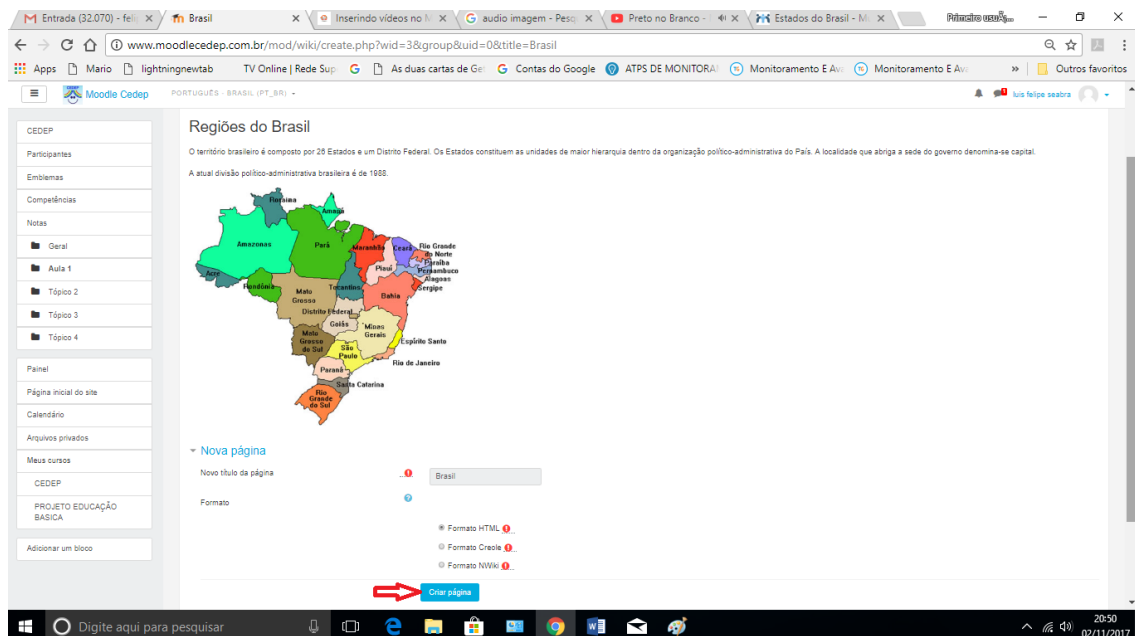 Entrada (32.070) - feli
Brasil
Inserindo vídeos no M
audio imagem - Pesq
Preto no Branco -
Estados do Brasil - M
www.moodlecedep.com.br/mod/wiki/create.php?wid=3&group&uid=0&title=Brasil
Apps Mario lightningnewtab TV Online | Rede Sup As duas cartas de Ge Contas do Google ATPS DE MONITORA Monitoramento E Ava Monitoramento E Ava » Outros favoritos
Moodle Cedep PORTUGUÊS - BRASIL (PT_BR) luis felipe seabra
CEDEP
Participantes
Emblemas
Competências
Notas
Geral
Aula 1
Tópico 2
Tópico 3
Tópico 4
Painel
Página inicial do site
Calendário
Arquivos privados
Meus cursos
CEDEP
PROJETO EDUCAÇÃO
BASICA
Adicionar um bloco
Regiões do Brasil
O território brasileiro é composto por 26 Estados e um Distrito Federal. Os Estados constituem as unidades de maior hierarquia dentro da organização político-administrativa do País. A localidade que abriga a sede do governo denomina-se capital.
A atual divisão político-administrativa brasileira é de 1988.
Roraima
Amapá
Amazonas
Pará
Maranhão
Ceará
Rio Grande
do Norte
Paraíba
Pernambuco
Alagoas
Sergipe
Piauí
Acre
Rondônia
Mato
Grosso
Tocantins
Bahia
Distrito Federal
Goiás
Minas
Gerais
Mato
Grosso
do Sul
Espírito Santo
São
Paulo
Rio de Janeiro
Paraná
Santa Catarina
Rio
Grande
do Sul
Nova página
Novo título da página
Brasil
Formato
Formato HTML
Formato Creole
Formato NWiki
Criar página
Digite aqui para pesquisar
20:50
02/11/2017